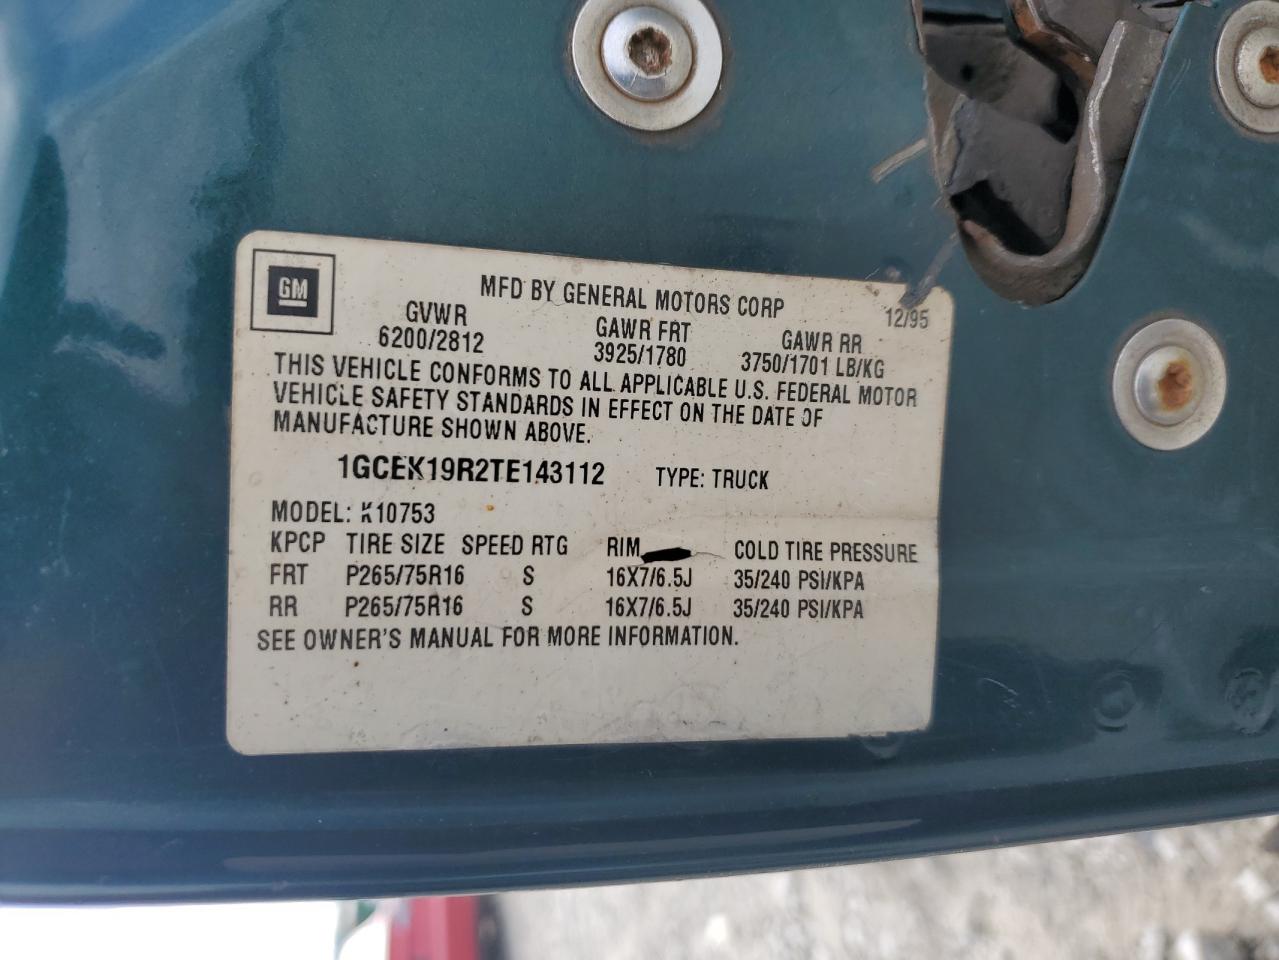 GM
MFD BY GENERAL MOTORS CORP 12/95
GVWR GAWR FRT GAWR RR
6200/2812 3925/1780 3750/1701 LB/KG
THIS VEHICLE CONFORMS TO ALL APPLICABLE U.S. FEDERAL MOTOR
VEHICLE SAFETY STANDARDS IN EFFECT ON THE DATE OF
MANUFACTURE SHOWN ABOVE.
1GCEK19R2TE143112 TYPE: TRUCK
MODEL: K10753
KPCP TIRE SIZE SPEED RTG RIM COLD TIRE PRESSURE
FRT P265/75R16 S 16X7/6.5J 35/240 PSI/KPA
RR P265/75R16 S 16X7/6.5J 35/240 PSI/KPA
SEE OWNER'S MANUAL FOR MORE INFORMATION.